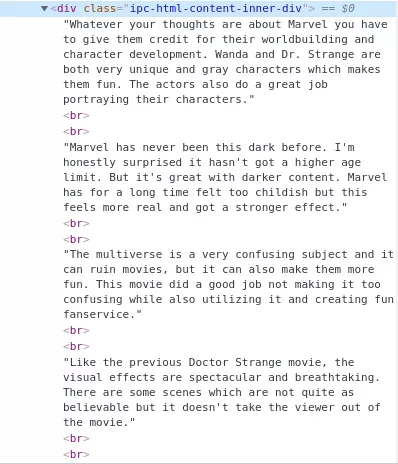 ▼<div class="ipc-html-content-inner-div"> == $0
"Whatever your thoughts are about Marvel you have
to give them credit for their worldbuilding and
character development. Wanda and Dr. Strange are
both very unique and gray characters which makes
them fun. The actors also do a great job
portraying their characters."
<br>
<br>
"Marvel has never been this dark before. I'm
honestly surprised it hasn't got a higher age
limit. But it's great with darker content. Marvel
has for a long time felt too childish but this
feels more real and got a stronger effect."
<br>
<br>
"The multiverse is a very confusing subject and it
can ruin movies, but it can also make them more
fun. This movie did a good job not making it too
confusing while also utilizing it and creating fun
fanservice."
<br>
<br>
"Like the previous Doctor Strange movie, the
visual effects are spectacular and breathtaking.
There are some scenes which are not quite as
believable but it doesn't take the viewer out of
the movie."
<br>
<br>